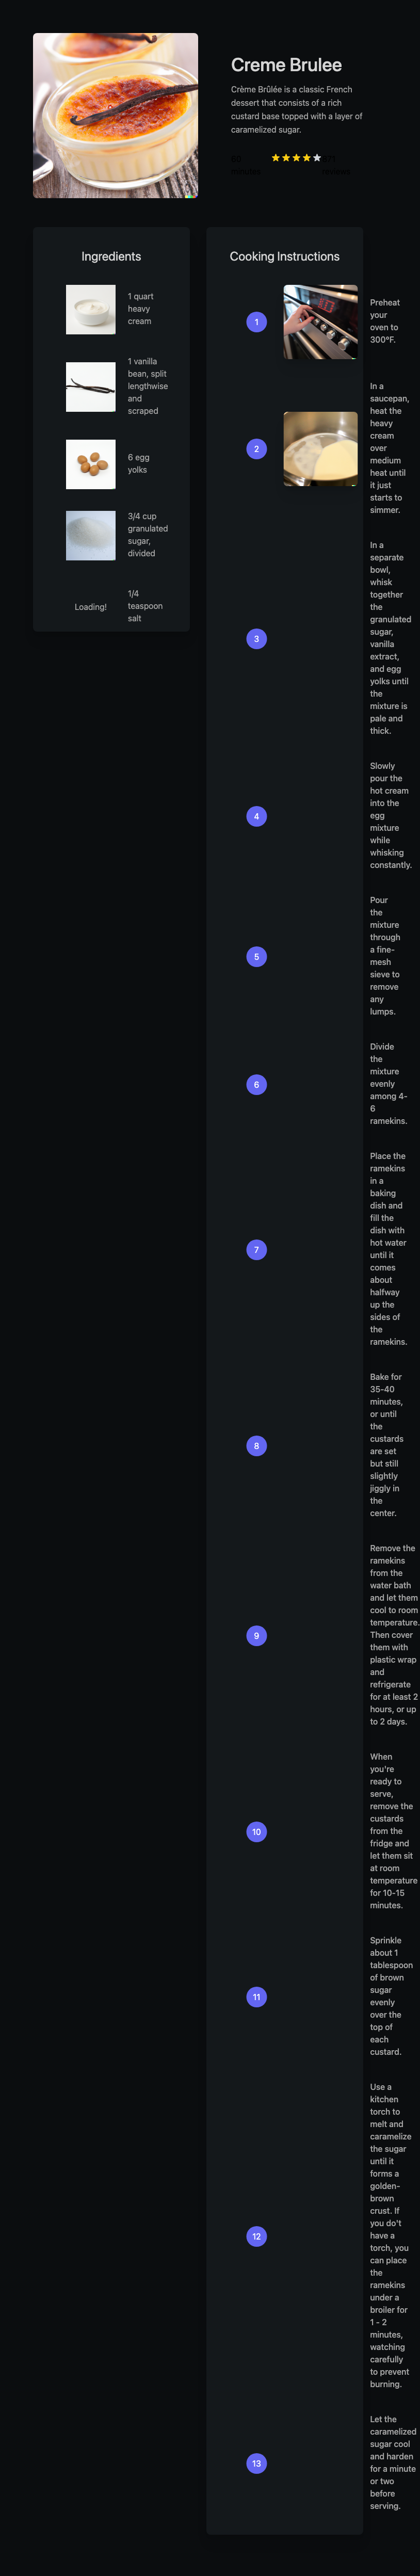 Creme Brulee
Crème Brûlée is a classic French
dessert that consists of a rich
custard base topped with a layer of
caramelized sugar.
minutes
reviews
Ingredients
1 quart
heavy
cream
1 vanilla
bean, split
lengthwise
and
scraped
6 egg
yolks
3/4 cup
granulated
sugar,
divided
Loading!
1/4
teaspoon
salt
Cooking Instructions
1
Preheat
your
oven to
300°F.
2
In a
saucepan,
heat the
heavy
cream
over
medium
heat until
it just
starts to
simmer.
3
In a
separate
bowl,
whisk
together
the
granulated
sugar,
vanilla
extract,
and egg
yolks until
the
mixture is
pale and
thick.
4
Slowly
pour the
hot cream
into the
egg
mixture
while
whisking
constantly.
5
Pour
the
mixture
through
a fine-
mesh
sieve to
remove
any
lumps.
6
Divide
the
mixture
evenly
among 4-
6
ramekins.
7
Place the
ramekins
in a
baking
dish and
fill the
dish with
hot water
until it
comes
about
halfway
up the
sides of
the
ramekins.
8
Bake for
35-40
minutes,
or until
the
custards
are set
but still
slightly
jiggly in
the
center.
9
Remove the
ramekins
from the
water bath
and let them
cool to room
temperature.
Then cover
them with
plastic wrap
and
refrigerate
for at least 2
hours, or up
to 2 days.
10
When
you're
ready to
serve,
remove the
custards
from the
fridge and
let them sit
at room
temperature
for 10-15
minutes.
11
Sprinkle
about 1
tablespoon
of brown
sugar
evenly
over the
top of
each
custard.
12
Use a
kitchen
torch to
melt and
caramelize
the sugar
until it
forms a
golden-
brown
crust. If
you do't
have a
torch, you
can place
the
ramekins
under a
broiler for
1 - 2
minutes,
watching
carefully
to prevent
burning.
13
Let the
caramelized
sugar cool
and harden
for a minute
or two
before
serving.